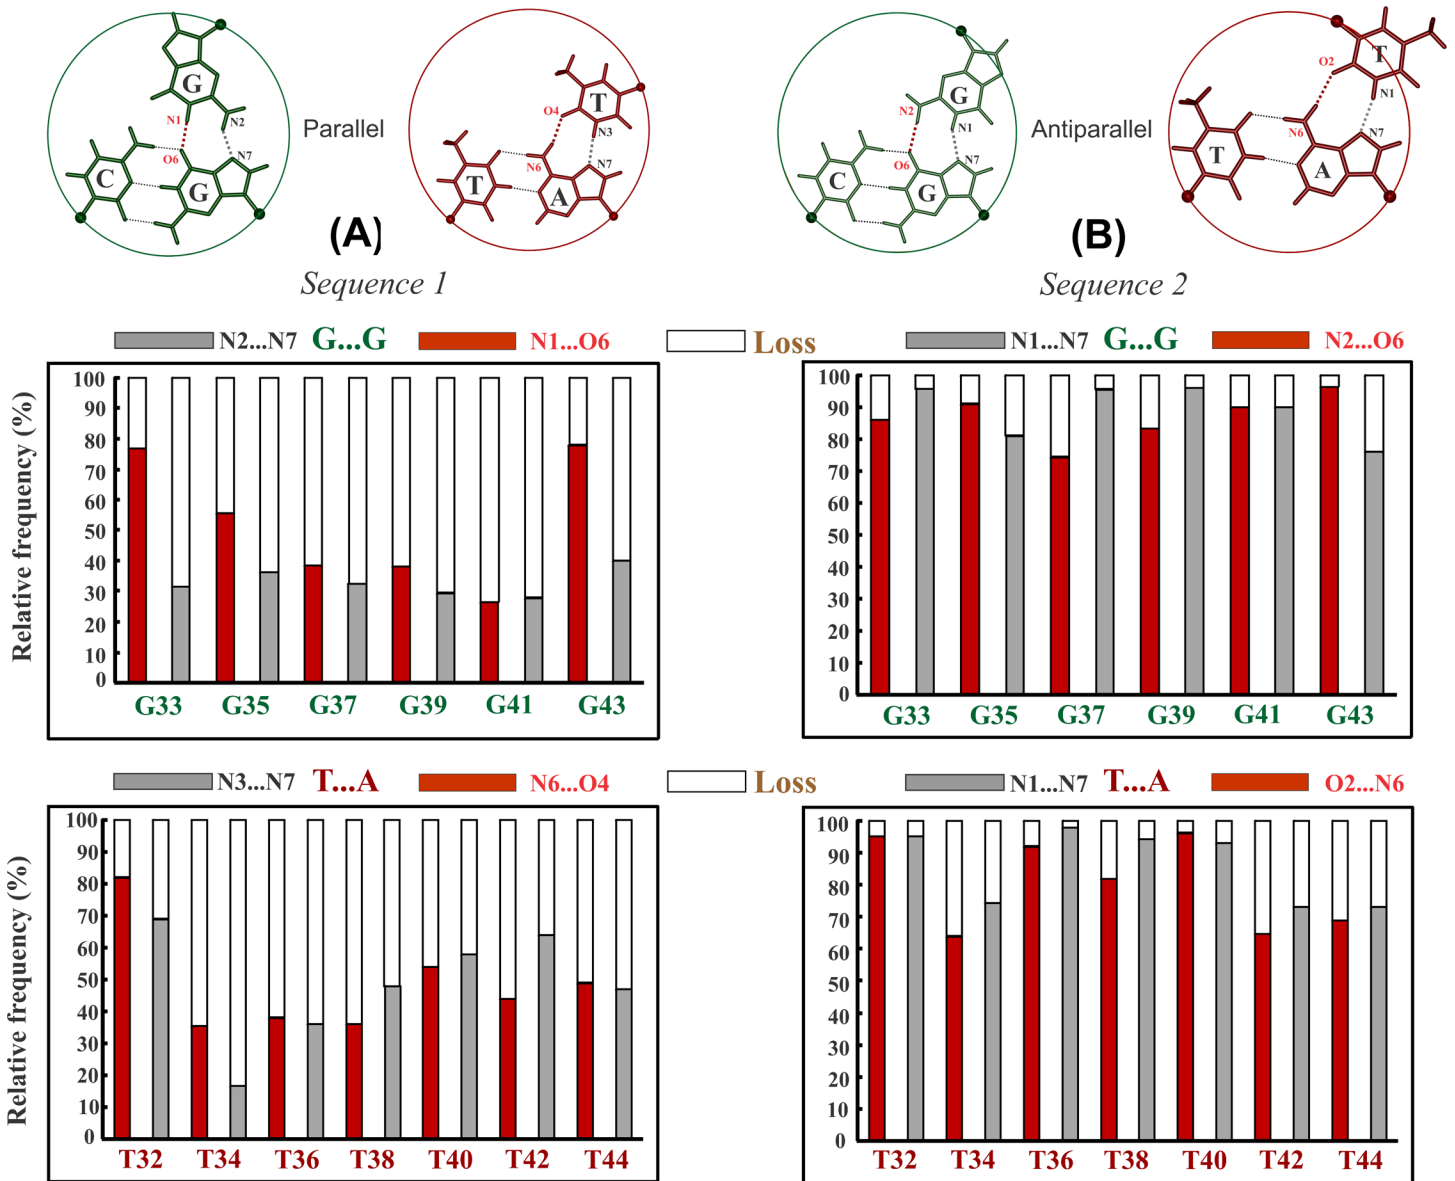 G
N1
N2
O6
N7
C
G
Parallel
T
O4
N3
N6
N7
T
A
(A)
Sequence 1
G
N2
N1
O6
N7
C
G
Antiparallel
T
O2
N1
N6
N7
T
A
(B)
Sequence 2
N2...N7 G...G N1...O6 Loss
N1...N7 G...G N2...O6
Relative frequency (%)
100
90
80
70
60
50
40
30
20
10
0
G33 G35 G37 G39 G41 G43
100
90
80
70
60
50
40
30
20
10
0
G33 G35 G37 G39 G41 G43
N3...N7 T...A N6...O4 Loss
N1...N7 T...A O2...N6
Relative frequency (%)
100
90
80
70
60
50
40
30
20
10
0
T32 T34 T36 T38 T40 T42 T44
100
90
80
70
60
50
40
30
20
10
0
T32 T34 T36 T38 T40 T42 T44